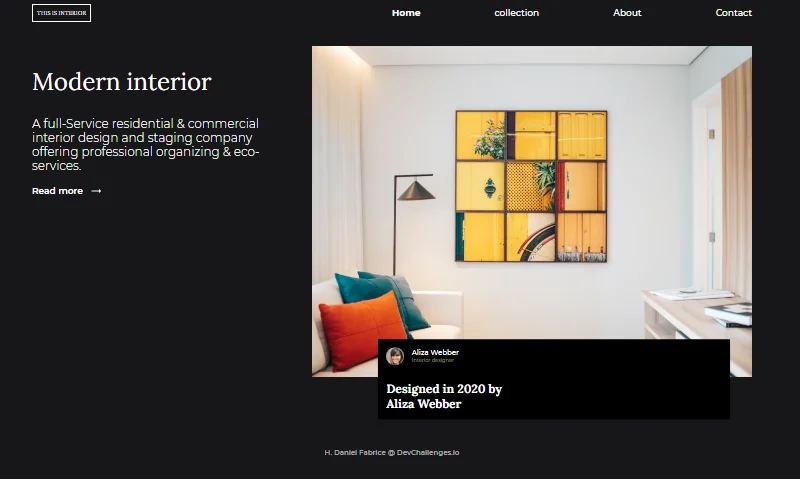 THIS IS INTERIOR
Home
collection
About
Contact
Modern interior
A full-Service residential & commercial
interior design and staging company
offering professional organizing & eco-
services.
Read more →
Aliza Webber
Interior designer
Designed in 2020 by
Aliza Webber
H. Daniel Fabrice @ DevChallenges.io